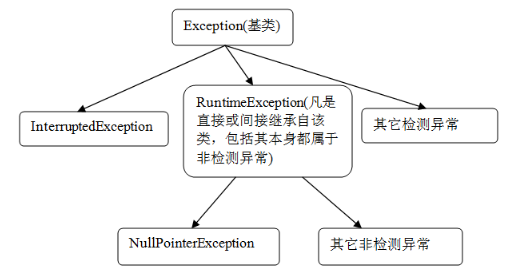 Exception(基类)
InterruptedException
RuntimeException(凡是
直接或间接继承自该
类，包括其本身都属于
非检测异常)
其它检测异常
NullPointerException
其它非检测异常